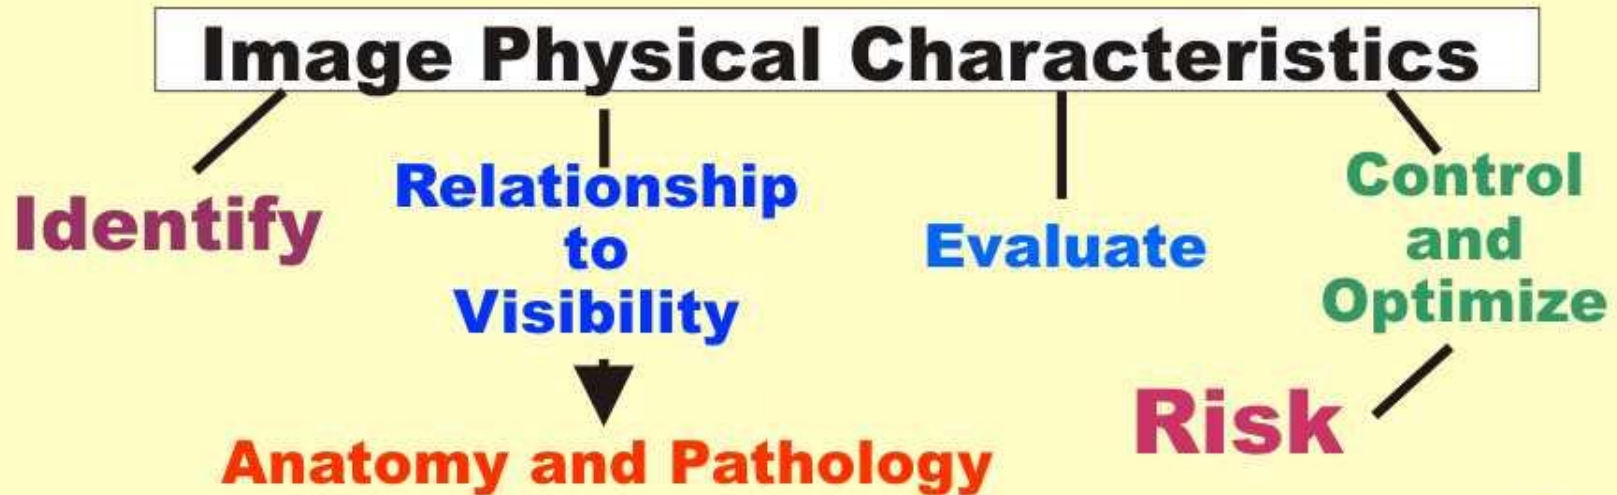 Image Physical Characteristics
Identify
Relationship
to
Visibility
Evaluate
Control
and
Optimize
Anatomy and Pathology
Risk